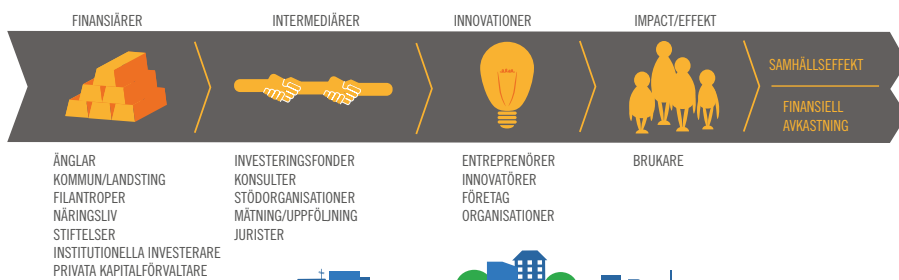 FINANSIÄRER
INTERMEDIÄRER
INNOVATIONER
IMPACT/EFFEKT
SAMHÄLLSEFFEKT
FINANSIELL
AVKASTNING
ÄNGLAR
KOMMUN/LANDSTING
FILANTROPER
NÄRINGSLIV
STIFTELSER
INSTITUTIONELLA INVESTERARE
PRIVATA KAPITALFÖRVALTARE
INVESTERINGSFONDER
KONSULTER
STÖDORGANISATIONER
MÄTNING/UPPFÖLJNING
JURISTER
ENTREPRENÖRER
INNOVATÖRER
FÖRETAG
ORGANISATIONER
BRUKARE